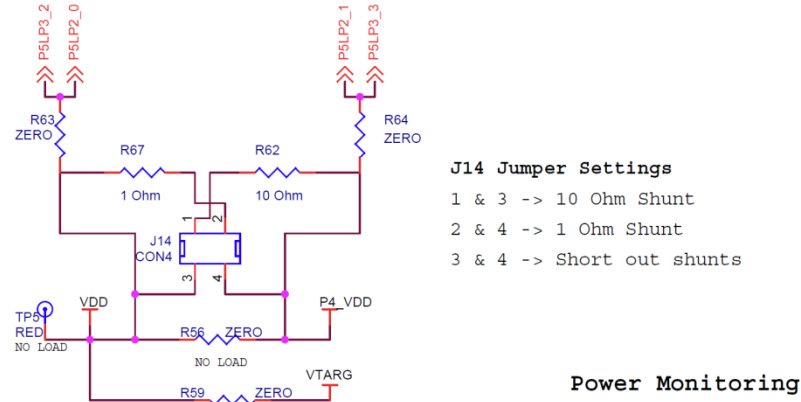 P5LP3_2
P5LP2_0
P5LP2_1
P5LP3_3
R63
ZERO
R64
ZERO
R67
1 Ohm
R62
10 Ohm
J14 Jumper Settings
1 & 3 -> 10 Ohm Shunt
2 & 4 -> 1 Ohm Shunt
3 & 4 -> Short out shunts
1
2
J14
CON4
3
4
TP5
RED
NO LOAD
VDD
R56
ZERO
NO LOAD
P4_VDD
VTARG
R59
ZERO
Power Monitoring